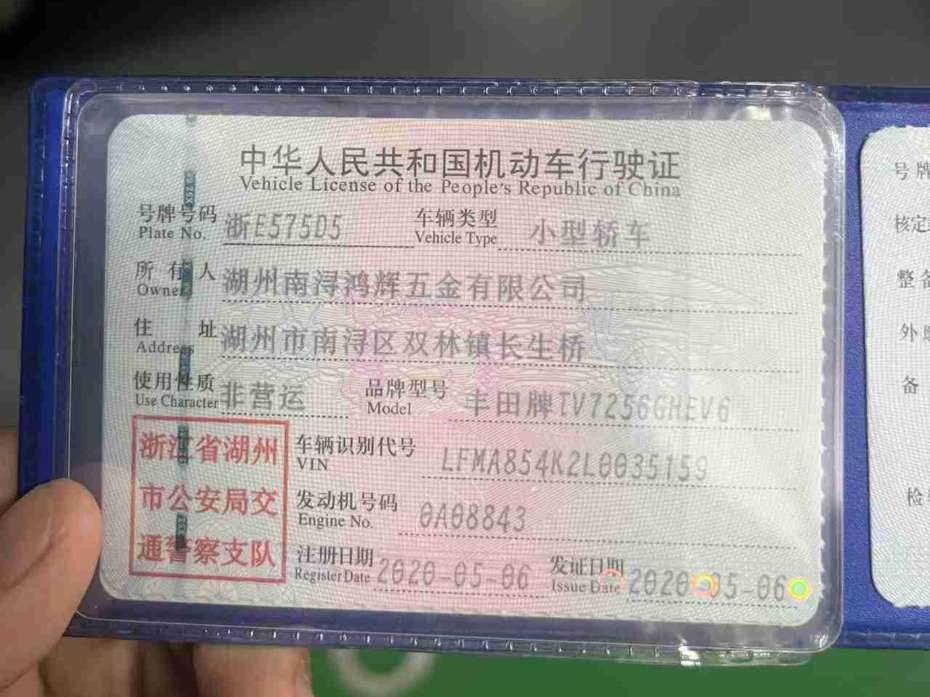 中华人民共和国机动车行驶证
Vehicle License of the People's Republic of China
号牌号码 浙E575D5 车辆类型 小型轿车
Plate No. Vehicle Type
所有人 湖州南浔鸿辉五金有限公司
Owner
住址 湖州市南浔区双林镇长生桥
Address
使用性质 非营运 品牌型号 丰田牌TV7256GHEV6
Use Character Model
浙江省湖州
市公安局交
通警察支队
车辆识别代号 LFMA854K2L0035159
VIN
发动机号码 0A08843
Engine No.
注册日期 2020-05-06 发证日期 2020-05-06
Register Date Issue Date
号牌
核定
整备
外
备
检